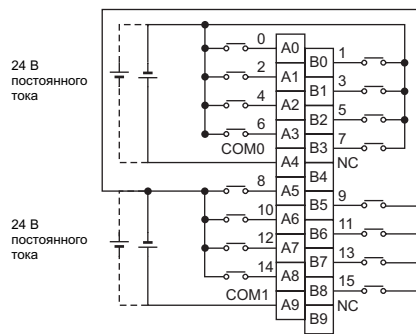 0 A0 B0 1
24 В
постоянного
тока
2 A1 B1 3
4 A2 B2 5
6 A3 B3 7
COM0 A4 B4 NC
8 A5 B5 9
10 A6 B6 11
24 В
постоянного
тока
12 A7 B7 13
14 A8 B8 15
COM1 A9 B9 NC